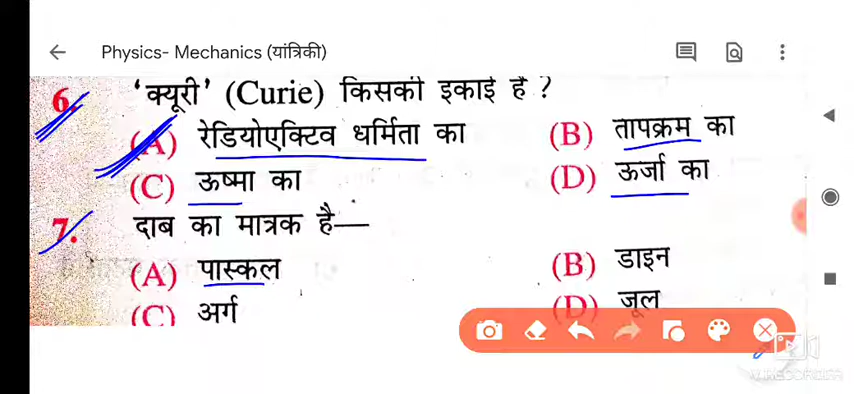 Physics- Mechanics (यांत्रिकी)
6. 'क्यूरी' (Curie) किसकी इकाई है ?
(A) रेडियोएक्टिव धर्मिता का (B) तापक्रम का
(C) ऊष्मा का (D) ऊर्जा का
7. दाब का मात्रक है—
(A) पास्कल (B) डाइन
(C) अर्ग (D) जूल